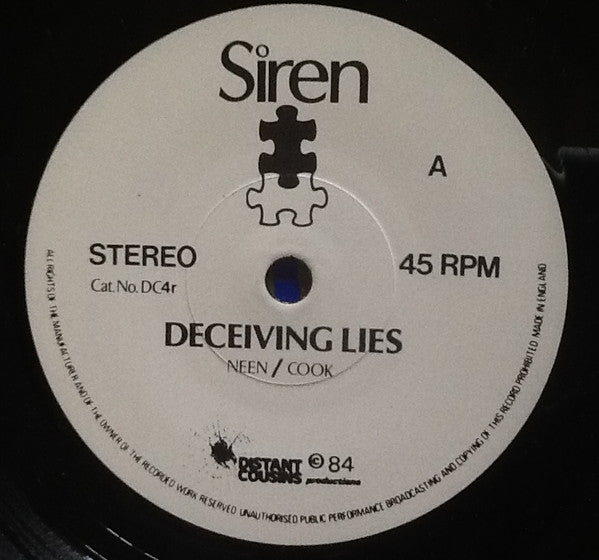 Siren
A
STEREO
45 RPM
Cat. No. DC4r
DECEIVING LIES
NEEN / COOK
DISTANT
COUSINS productions
© 84
ALL RIGHTS OF THE MANUFACTURER AND OF THE OWNER OF THE RECORDED WORK RESERVED UNAUTHORISED PUBLIC PERFORMANCE BROADCASTING AND COPYING OF THIS RECORD PROHIBITED MADE IN ENGLAND